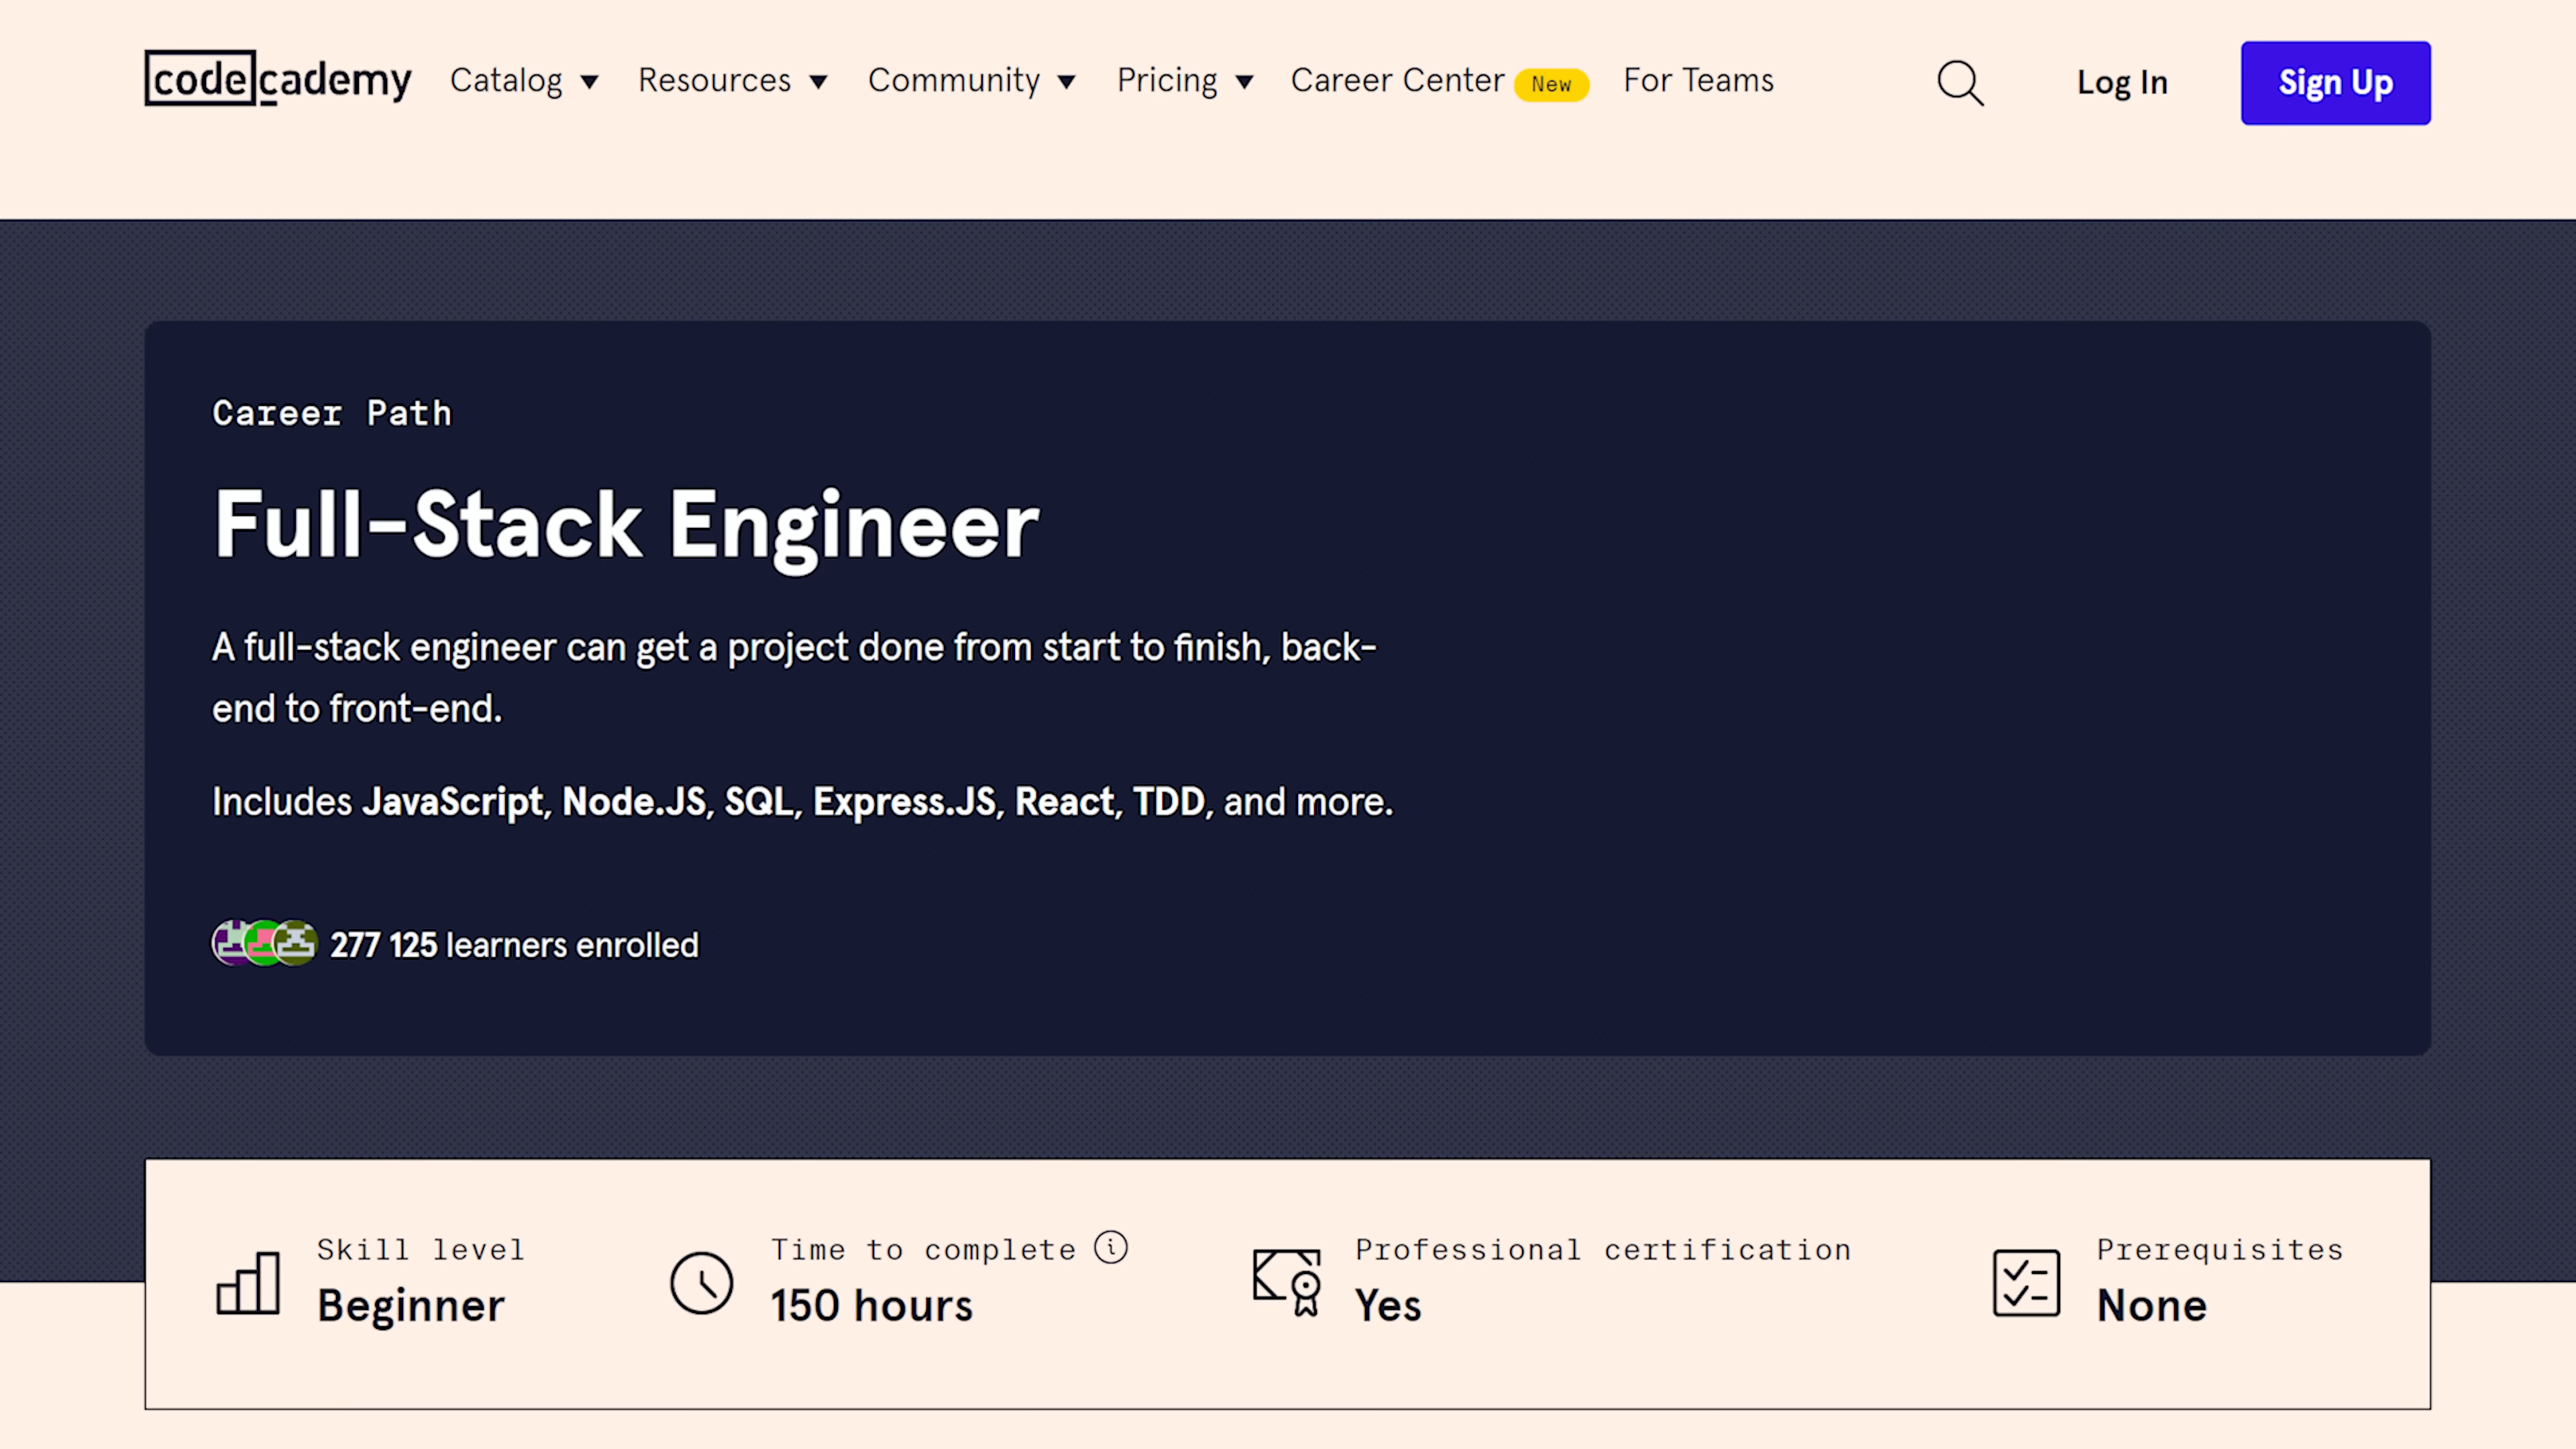 codecademy Catalog Resources Community Pricing Career Center New For Teams Log In Sign Up
Career Path
Full-Stack Engineer
A full-stack engineer can get a project done from start to finish, back-
end to front-end.
Includes JavaScript, Node.JS, SQL, Express.JS, React, TDD, and more.
277 125 learners enrolled
Skill level
Beginner
Time to complete
150 hours
Professional certification
Yes
Prerequisites
None